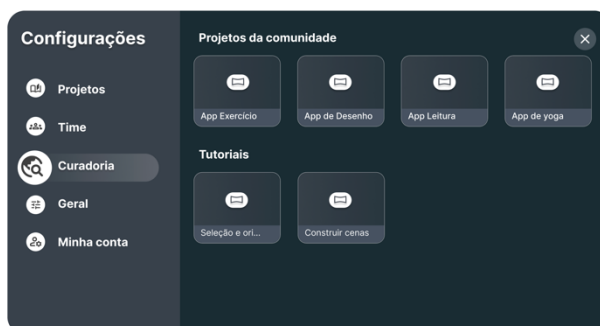 Configurações
Projetos
Time
Curadoria
Geral
Minha conta
Projetos da comunidade
App Exercício
App de Desenho
App Leitura
App de yoga
Tutoriais
Seleção e ori...
Construir cenas